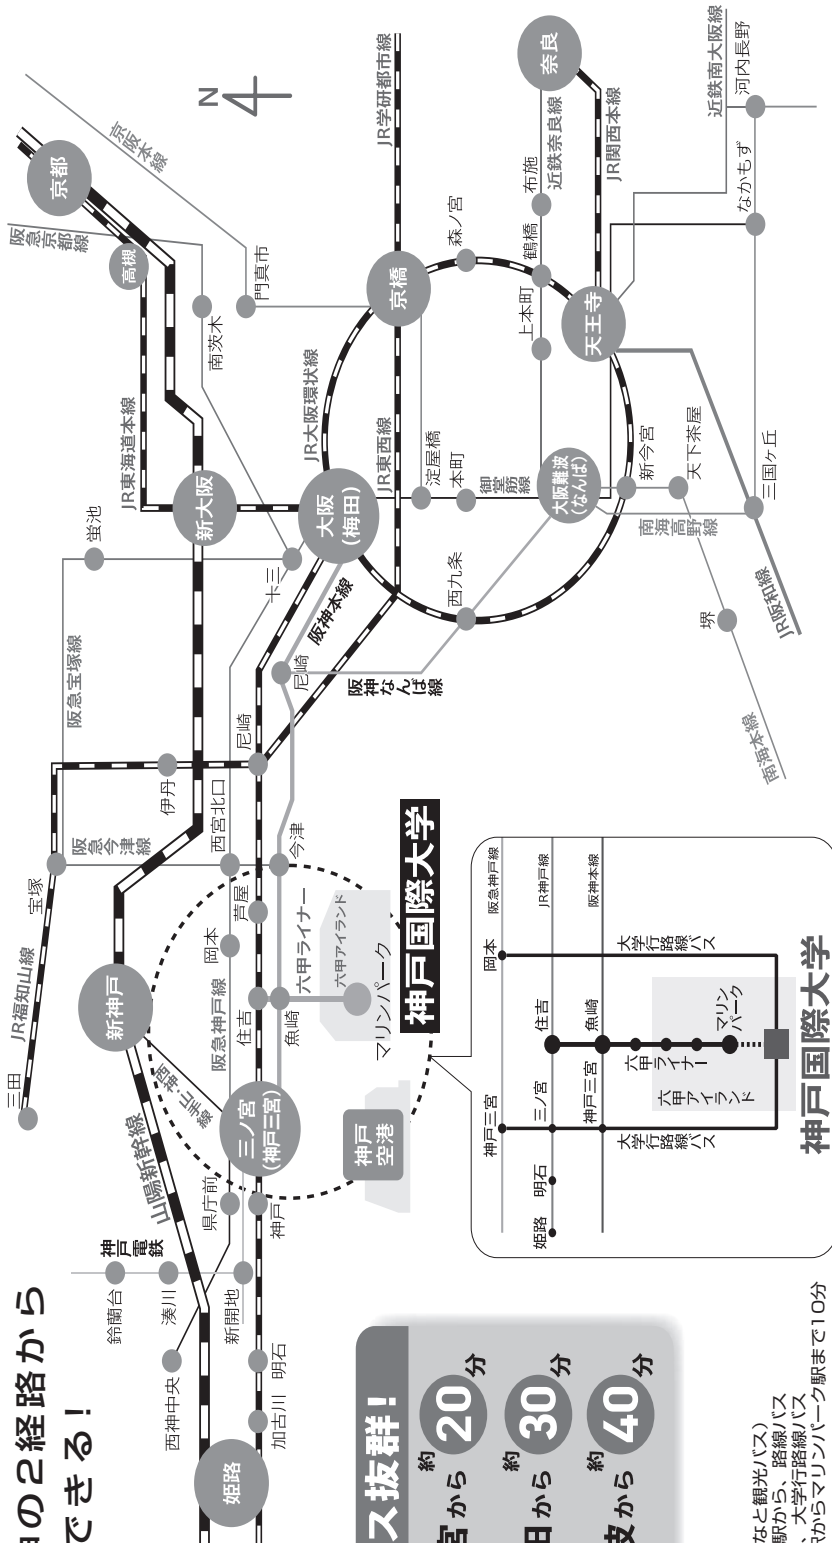 の2経路から
できる!
ス抜群!
宮から 約20分
田から 約30分
阪から 約40分
なと観光バス)
駅から、路線バス
、大学行路線バス
駅からマリンパーク駅まで10分
N
京都
高槻
阪急京都線
京阪本線
南茨木
門真市
JR東海道本線
新大阪
蛍池
十三
阪急宝塚線
宝塚
阪急今津線
JR福知山線
三田
伊丹
尼崎
西宮北口
新神戸
山陽新幹線
西神・山手線
阪急神戸線
岡本
芦屋
住吉
魚崎
今津
六甲ライナー
六甲アイランド
マリンパーク
神戸国際大学
三ノ宮
(神戸三宮)
神戸
空港
県庁前
神戸
神戸電鉄
鈴蘭台
湊川
新開地
西神中央
明石
加古川
姫路
大阪
(梅田)
JR大阪環状線
JR東西線
京橋
JR学研都市線
森ノ宮
淀屋橋
本町
御堂筋線
阪神本線
尼崎
阪神なんば線
西九条
大阪難波
(なんば)
上本町
鶴橋
布施
近鉄奈良線
奈良
JR関西本線
天王寺
新今宮
天下茶屋
南海高野線
堺
南海本線
JR阪和線
三国ヶ丘
なかもず
近鉄南大阪線
河内長野
阪急神戸線
JR神戸線
阪神本線
岡本
神戸三宮
住吉
三ノ宮
明石
姫路
魚崎
神戸三宮
大学行路線バス
大学行路線バス
六甲ライナー
六甲アイランド
マリン
パーク
神戸国際大学